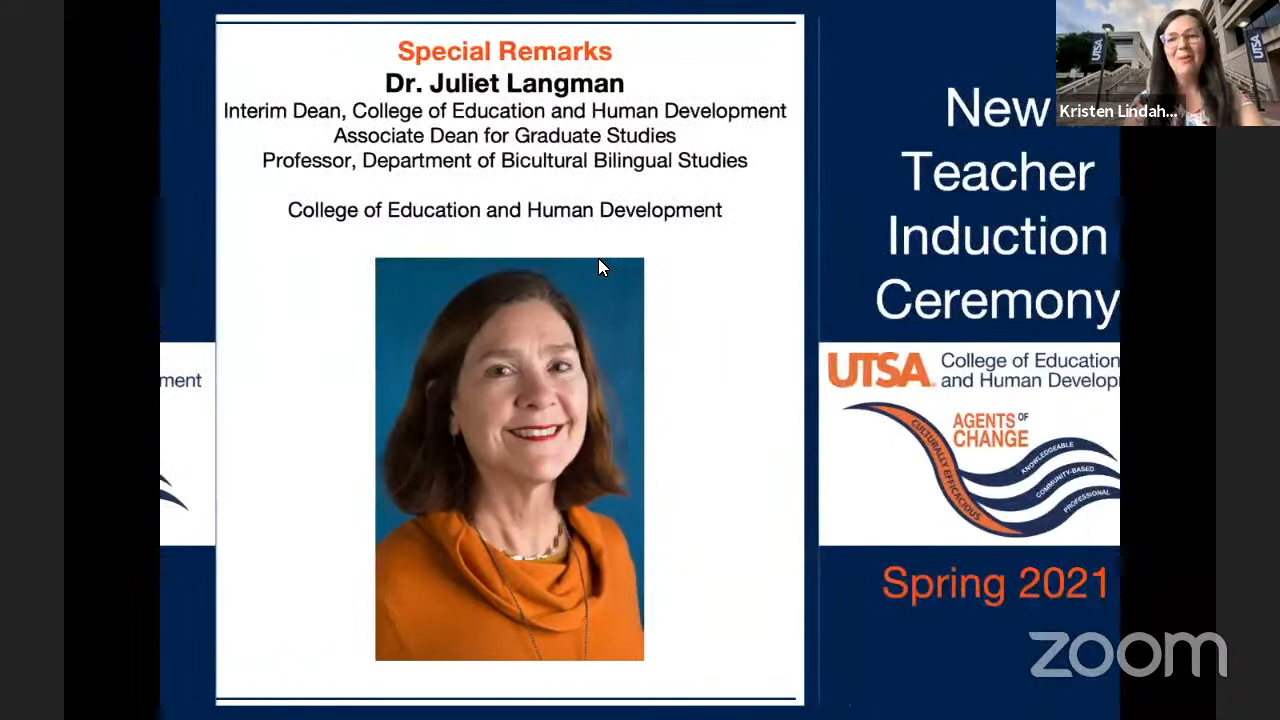 Special Remarks
Dr. Juliet Langman
Interim Dean, College of Education and Human Development
Associate Dean for Graduate Studies
Professor, Department of Bicultural Bilingual Studies
College of Education and Human Development
New
Teacher
Induction
Ceremony
UTSA College of Education
and Human Develop
AGENTS OF
CHANGE
CULTURALLY EFFICACIOUS
KNOWLEDGEABLE
COMMUNITY-BASED
PROFESSIONAL
Spring 2021
ment
UTSA
UTSA
Kristen Lindah...
zoom